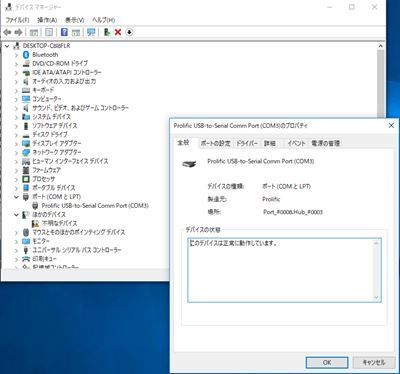 デバイス マネージャー
ファイル(F) 操作(A) 表示(V) ヘルプ(H)
DESKTOP-C88FLR
Bluetooth
DVD/CD-ROM ドライブ
IDE ATA/ATAPI コントローラー
オーディオの入力および出力
キーボード
コンピューター
サウンド、ビデオ、およびゲーム コントローラー
システム デバイス
ソフトウェア デバイス
ディスク ドライブ
ディスプレイ アダプター
ネットワーク アダプター
ヒューマン インターフェイス デバイス
ファームウェア
プロセッサ
ポータブル デバイス
ポート (COM と LPT)
Prolific USB-to-Serial Comm Port (COM3)
ほかのデバイス
不明なデバイス
マウスとそのほかのポインティング デバイス
モニター
ユニバーサル シリアル バス コントローラー
印刷キュー
記憶域コントローラー
Prolific USB-to-Serial Comm Port (COM3)のプロパティ
全般 ポートの設定 ドライバー 詳細 イベント 電源の管理
Prolific USB-to-Serial Comm Port (COM3)
デバイスの種類: ポート (COM と LPT)
製造元: Prolific
場所: Port_#0008.Hub_#0003
デバイスの状態
このデバイスは正常に動作しています。
OK キャンセル